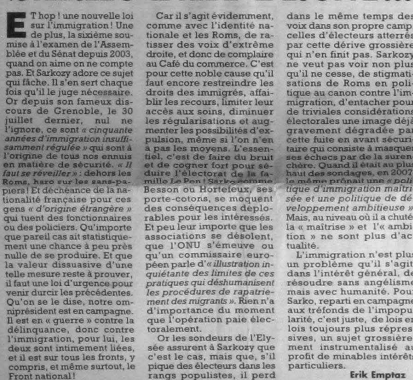 ET hop ! une nouvelle loi
sur l'immigration ! Une
de plus, la sixième sou-
mise à l'examen de l'Assem-
blée et du Sénat depuis 2003,
quand on aime on ne compte
pas. Et Sarkozy adore ce sujet
qui fâche. Il s'en sert chaque
fois qu'il le juge nécessaire.
Or depuis son fameux dis-
cours de Grenoble, le 30
juillet dernier, nul ne
l'ignore, ce sont « cinquante
années d'immigration insuffi-
samment régulée » qui sont à
l'origine de tous nos ennuis
en matière de sécurité. « Il
faut se réveiller » : dehors les
Roms, haro sur les sans-pa-
piers ! Et déchéance de la na-
tionalité française pour ces
gens « d'origine étrangère »
qui tuent des fonctionnaires
ou des policiers. Qu'importe
que pareil cas ait statistique-
ment une chance à peu près
nulle de se produire. Et que
la valeur dissuasive d'une
telle mesure reste à prouver,
il faut une loi d'urgence pour
venir durcir les précédentes.
Qu'on se le dise, notre om-
niprésident est en campagne.
Il est en « guerre » contre la
délinquance, donc contre
l'immigration, pour lui, les
deux sont intimement liées,
et il est sur tous les fronts, y
compris, et même surtout, le
Front national !
Car il s'agit évidemment,
comme avec l'identité na-
tionale et les Roms, de ra-
tisser des voix d'extrême
droite, et donc de complaire
au Café du commerce. C'est
pour cette noble cause qu'il
faut encore restreindre les
droits des immigrés, affai-
blir les recours, limiter leur
accès aux soins, diminuer
les régularisations et aug-
menter les possibilités d'ex-
pulsion, même si l'on n'en
a pas les moyens. L'essen-
tiel, c'est de faire du bruit
et de cogner fort pour sé-
duire l'électorat de la fa-
mille Le Pen ! Sarkozy
Besson ou Hortefeux, ses
porte-cotons, se moquent
des conséquences déplo-
rables pour les intéressés.
Et peu leur importe que les
associations se désolent,
que l'ONU s'émeuve ou
qu'un commissaire euro-
péen parle d'« illustration in-
quiétante des limites de ces
pratiques qui déshumanisent
les procédures de rapatrie-
ment des migrants ». Rien n'a
d'importance du moment
que l'opération paie élec-
toralement.
Or les sondeurs de l'Ely-
sée assurent à Sarkozy que
c'est le cas, mais que, s'il
pique des électeurs dans les
rangs populistes, il perd
dans le même temps des
voix dans son propre camp,
celles d'électeurs atterrés
par cette dérive grossière
qui n'en finit pas. Sarkozy
ne veut pas voir non plus
qu'il ne cesse, de stigmati-
sations de Roms en poli-
tique au canon contre l'im-
migration, d'entacher pour
de triviales considérations
électorales une image déjà
gravement dégradée par
cette fuite en avant sécuri-
taire qui consiste à masquer
ses échecs par de la suren-
chère. Quand il était au plus
haut des sondages, en 2007,
le même prônait une « poli-
tique d'immigration maîtri-
sée et une politique de dé-
veloppement ambitieuse ».
Mais, au niveau où il a chuté,
la « maîtrise » et l'« ambi-
tion » ne sont plus d'ac-
tualité.
L'immigration n'est plus
un problème qu'il s'agit,
dans l'intérêt général, de
résoudre sans angélisme
mais avec humanité. Pour
Sarko, reparti en campagne
aux tréfonds de l'impopu-
larité, c'est juste, de lois en
lois toujours plus répres-
sives, un sujet grossière-
ment instrumentalisé au
profit de minables intérêts
particuliers.
Erik Emptaz